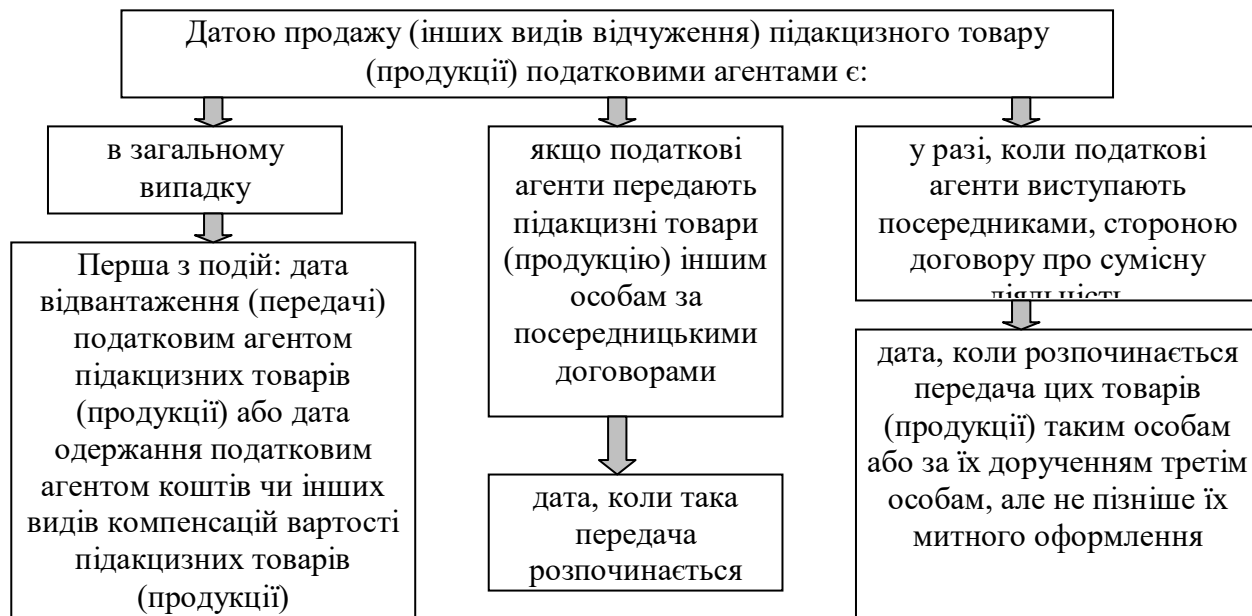 Датою продажу (інших видів відчуження) підакцизного товару
(продукції) податковими агентами є:
в загальному
випадку
Перша з подій: дата
відвантаження (передачі)
податковим агентом
підакцизних товарів
(продукції) або дата
одержання податковим
агентом коштів чи інших
видів компенсацій вартості
підакцизних товарів
(продукції)
якщо податкові
агенти передають
підакцизні товари
(продукцію) іншим
особам за
посередницькими
договорами
дата, коли така
передача
розпочинається
у разі, коли податкові
агенти виступають
посередниками, стороною
договору про сумісну
діяльність
дата, коли розпочинається
передача цих товарів
(продукції) таким особам
або за їх дорученням третім
особам, але не пізніше їх
митного оформлення